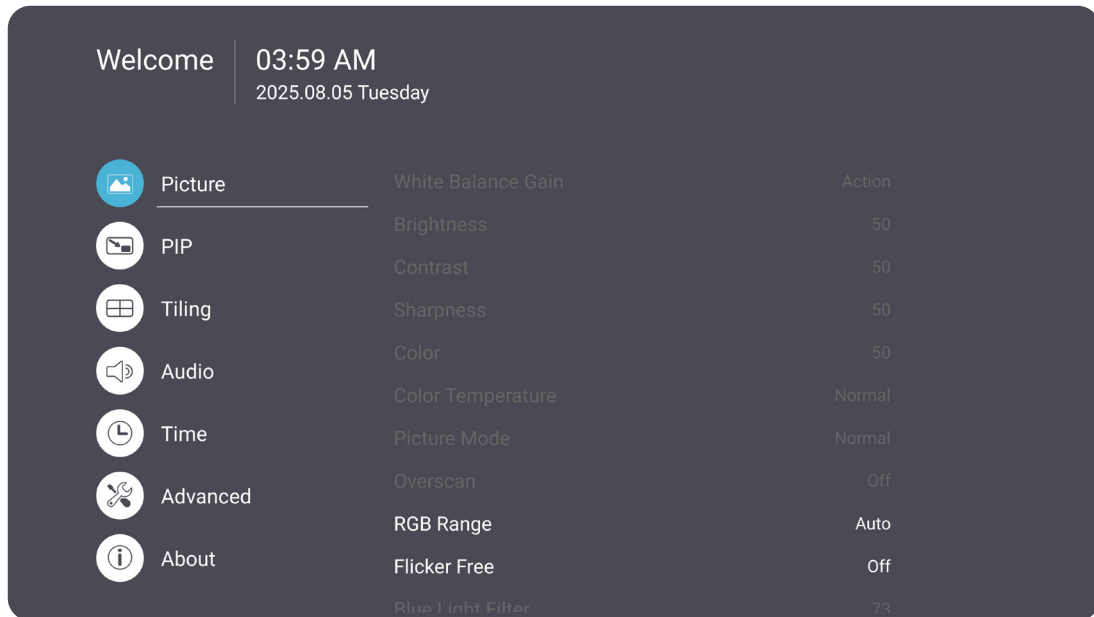 Welcome
03:59 AM
2025.08.05 Tuesday
Picture
PIP
Tiling
Audio
Time
Advanced
About
White Balance Gain Action
Brightness 50
Contrast 50
Sharpness 50
Color 50
Color Temperature Normal
Picture Mode Normal
Overscan Off
RGB Range Auto
Flicker Free Off
Blue Light Filter 73